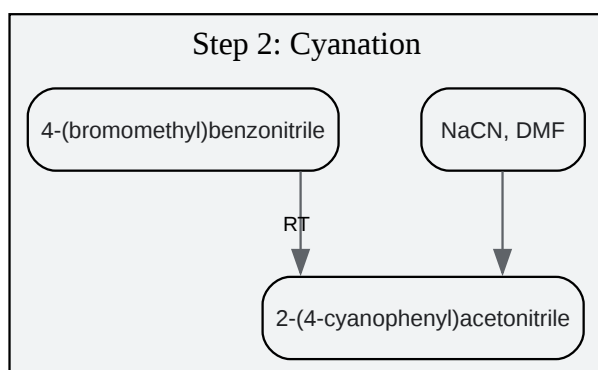 Step 2: Cyanation
4-(bromomethyl)benzonitrile
NaCN, DMF
RT
2-(4-cyanophenyl)acetonitrile